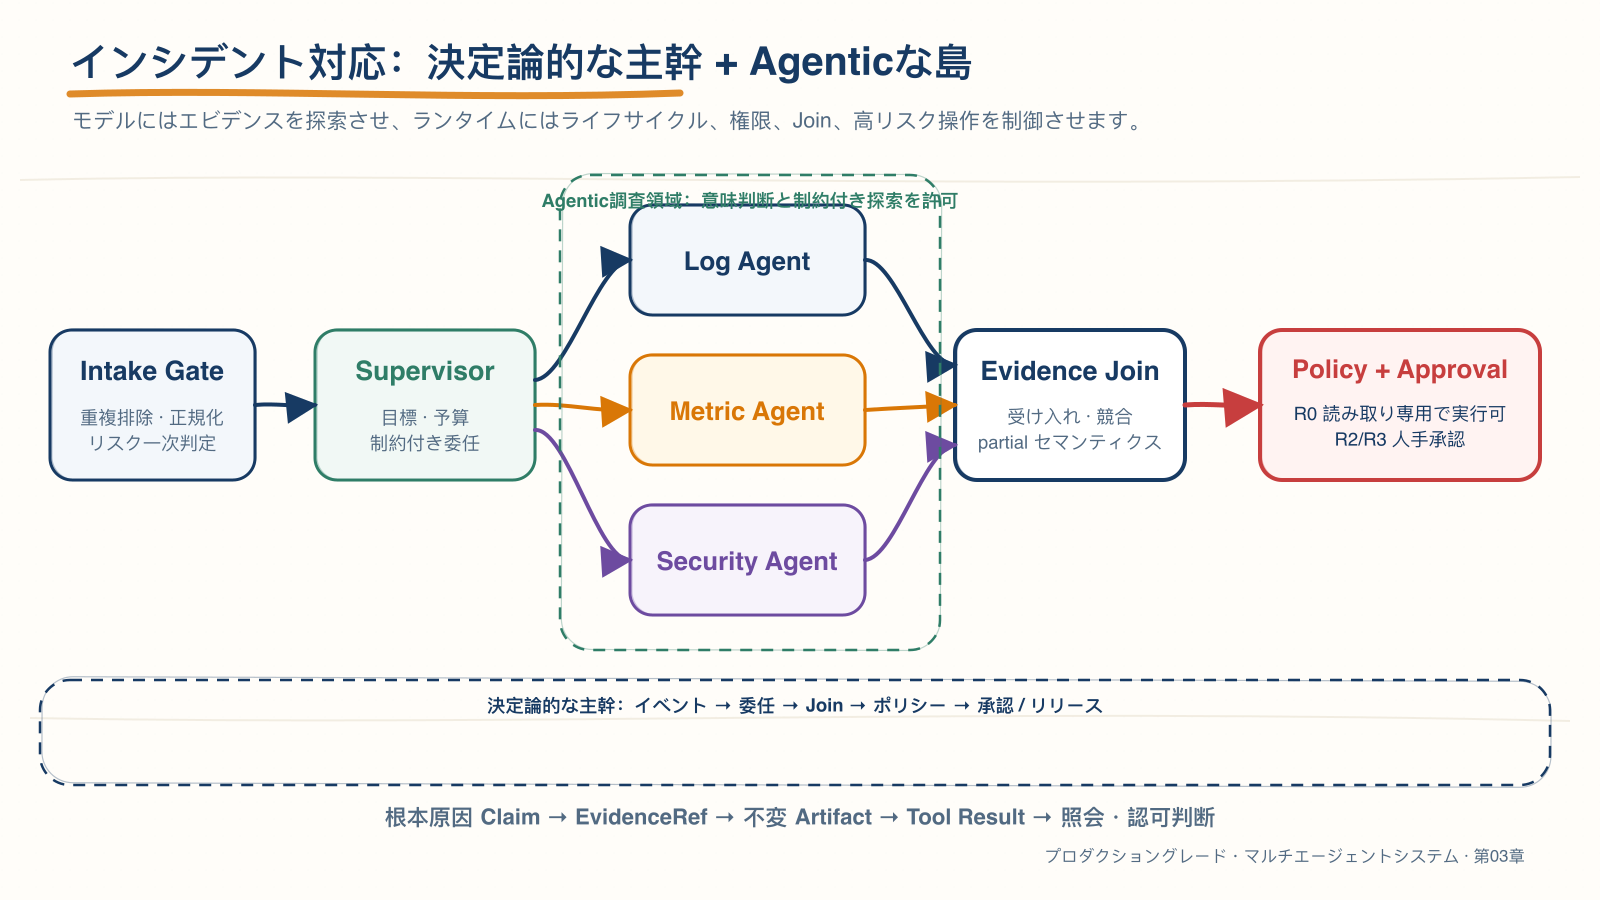 インシデント対応：決定論的な主幹 + Agenticな島
モデルにはエビデンスを探索させ、ランタイムにはライフサイクル、権限、Join、高リスク操作を制御させます。
Agentic調査領域：意味判断と制約付き探索を許可
Log Agent
Intake Gate
重複排除 · 正規化
リスク一次判定
Supervisor
目標 · 予算
制約付き委任
Metric Agent
Evidence Join
受け入れ · 競合
partial セマンティクス
Policy + Approval
R0 読み取り専用で実行可
R2/R3 人手承認
Security Agent
決定論的な主幹：イベント → 委任 → Join → ポリシー → 承認 / リリース
根本原因 Claim → EvidenceRef → 不変 Artifact → Tool Result → 照会 · 認可判断
プロダクショングレード · マルチエージェントシステム · 第03章